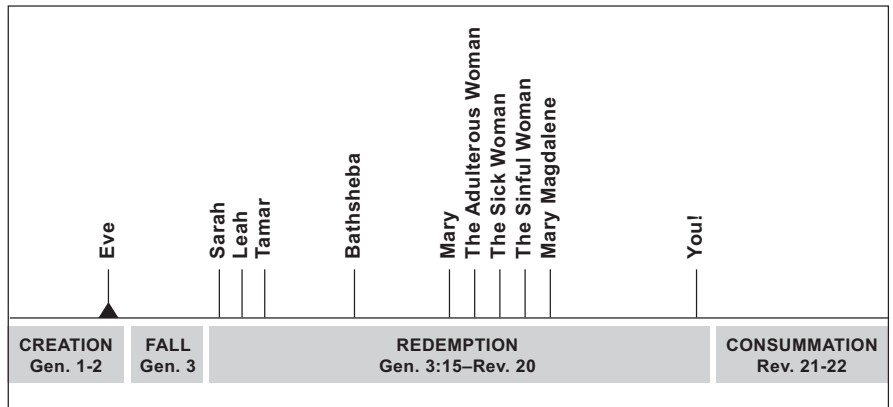 Eve
Sarah
Leah
Tamar
Bathsheba
Mary
The Adulterous Woman
The Sick Woman
The Sinful Woman
Mary Magdalene
You!
CREATION
Gen. 1-2
FALL
Gen. 3
REDEMPTION
Gen. 3:15–Rev. 20
CONSUMMATION
Rev. 21-22